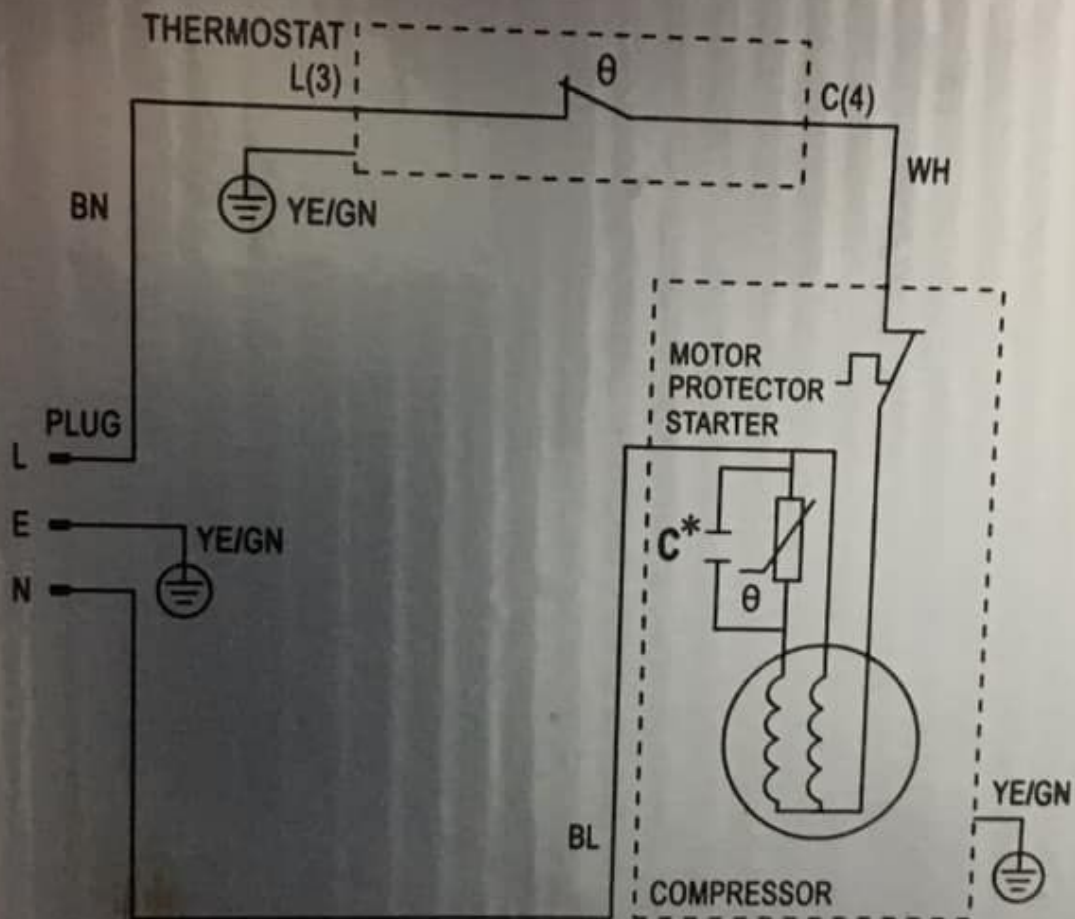 THERMOSTAT
L(3)
θ
C(4)
BN
YE/GN
WH
MOTOR
PROTECTOR
STARTER
PLUG
L
E
YE/GN
N
C*
θ
BL
YE/GN
COMPRESSOR